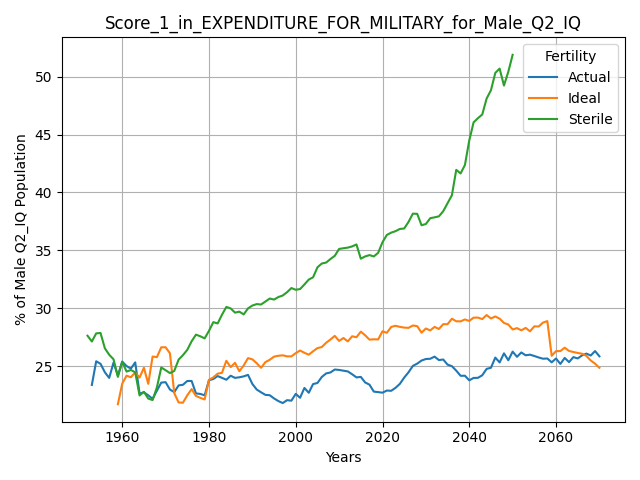 Score_1_in_EXPENDITURE_FOR_MILITARY_for_Male_Q2_IQ
Fertility
Actual
Ideal
Sterile
% of Male Q2_IQ Population
50
45
40
35
30
25
1960
1980
2000
2020
2040
2060
Years